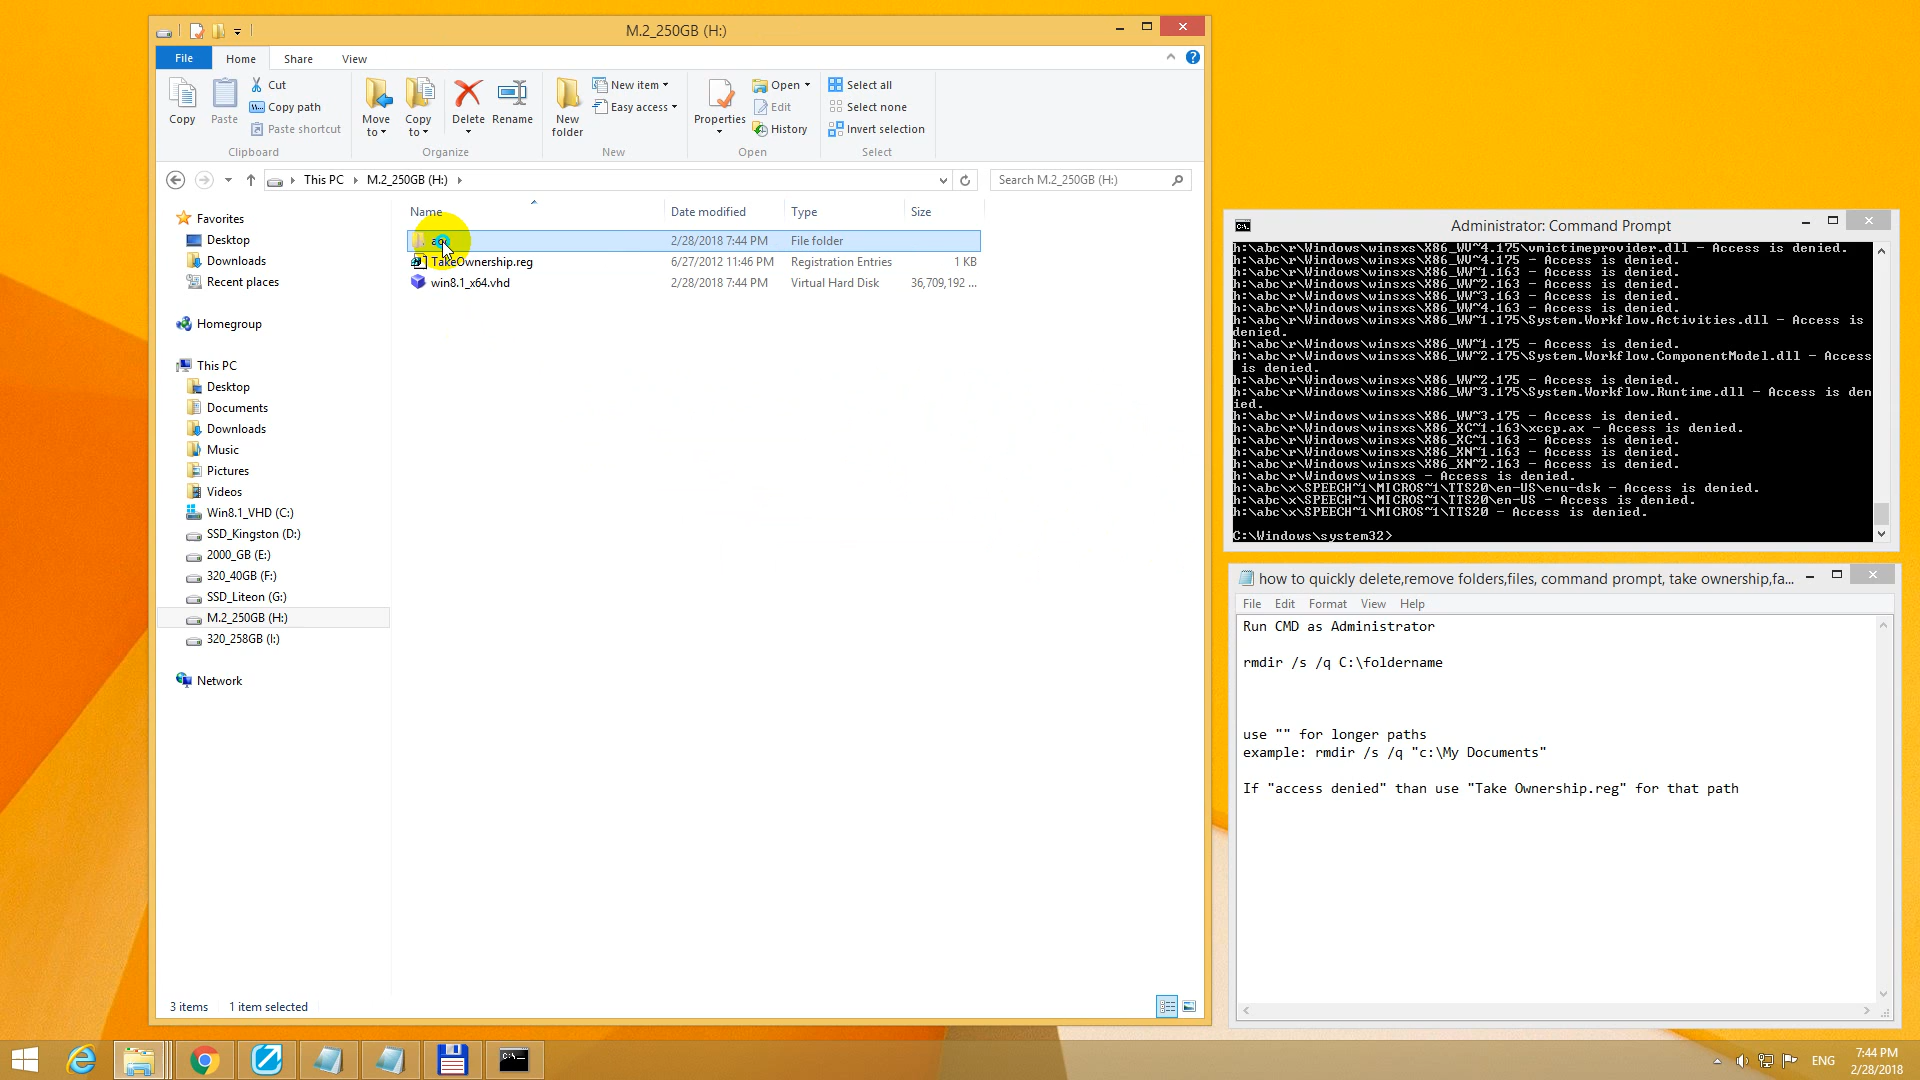 M.2_250GB (H:)
File
Home
Share
View
Copy
Paste
Cut
Copy path
Paste shortcut
Clipboard
Move to
Copy to
Delete
Rename
Organize
New folder
New item
Easy access
New
Properties
Open
Edit
History
Open
Select all
Select none
Invert selection
Select
This PC
M.2_250GB (H:)
Search M.2_250GB (H:)
Favorites
Desktop
Downloads
Recent places
Homegroup
This PC
Desktop
Documents
Downloads
Music
Pictures
Videos
Win8.1_VHD (C:)
SSD_Kingston (D:)
2000_GB (E:)
320_40GB (F:)
SSD_Liteon (G:)
M.2_250GB (H:)
320_258GB (I:)
Network
Name Date modified Type Size
2/28/2018 7:44 PM File folder
TakeOwnership.reg 6/27/2012 11:46 PM Registration Entries 1 KB
win8.1_x64.vhd 2/28/2018 7:44 PM Virtual Hard Disk 36,709,192 ...
3 items 1 item selected
Administrator: Command Prompt
h:\abc\r\Windows\winsxs\X86_WV~4.175\vmictimeprovider.dll - Access is denied.
h:\abc\r\Windows\winsxs\X86_WV~4.175 - Access is denied.
h:\abc\r\Windows\winsxs\X86_WW~1.163 - Access is denied.
h:\abc\r\Windows\winsxs\X86_WW~2.163 - Access is denied.
h:\abc\r\Windows\winsxs\X86_WW~3.163 - Access is denied.
h:\abc\r\Windows\winsxs\X86_WW~4.163 - Access is denied.
h:\abc\r\Windows\winsxs\X86_WW~1.175\System.Workflow.Activities.dll - Access is
denied.
h:\abc\r\Windows\winsxs\X86_WW~1.175 - Access is denied.
h:\abc\r\Windows\winsxs\X86_WW~2.175\System.Workflow.ComponentModel.dll - Access
is denied.
h:\abc\r\Windows\winsxs\X86_WW~2.175 - Access is denied.
h:\abc\r\Windows\winsxs\X86_WW~3.175\System.Workflow.Runtime.dll - Access is den
ied.
h:\abc\r\Windows\winsxs\X86_WW~3.175 - Access is denied.
h:\abc\r\Windows\winsxs\X86_XC~1.163\xccp.ax - Access is denied.
h:\abc\r\Windows\winsxs\X86_XC~1.163 - Access is denied.
h:\abc\r\Windows\winsxs\X86_XN~1.163 - Access is denied.
h:\abc\r\Windows\winsxs\X86_XN~2.163 - Access is denied.
h:\abc\r\Windows\winsxs - Access is denied.
h:\abc\x\SPEECH~1\MICROS~1\TTS20\en-US\enu-dsk - Access is denied.
h:\abc\x\SPEECH~1\MICROS~1\TTS20\en-US - Access is denied.
h:\abc\x\SPEECH~1\MICROS~1\TTS20 - Access is denied.
C:\Windows\system32>
how to quickly delete,remove folders,files, command prompt, take ownership,fa...
File Edit Format View Help
Run CMD as Administrator
rmdir /s /q C:\foldername
use "" for longer paths
example: rmdir /s /q "c:\My Documents"
If "access denied" than use "Take Ownership.reg" for that path
ENG
7:44 PM
2/28/2018